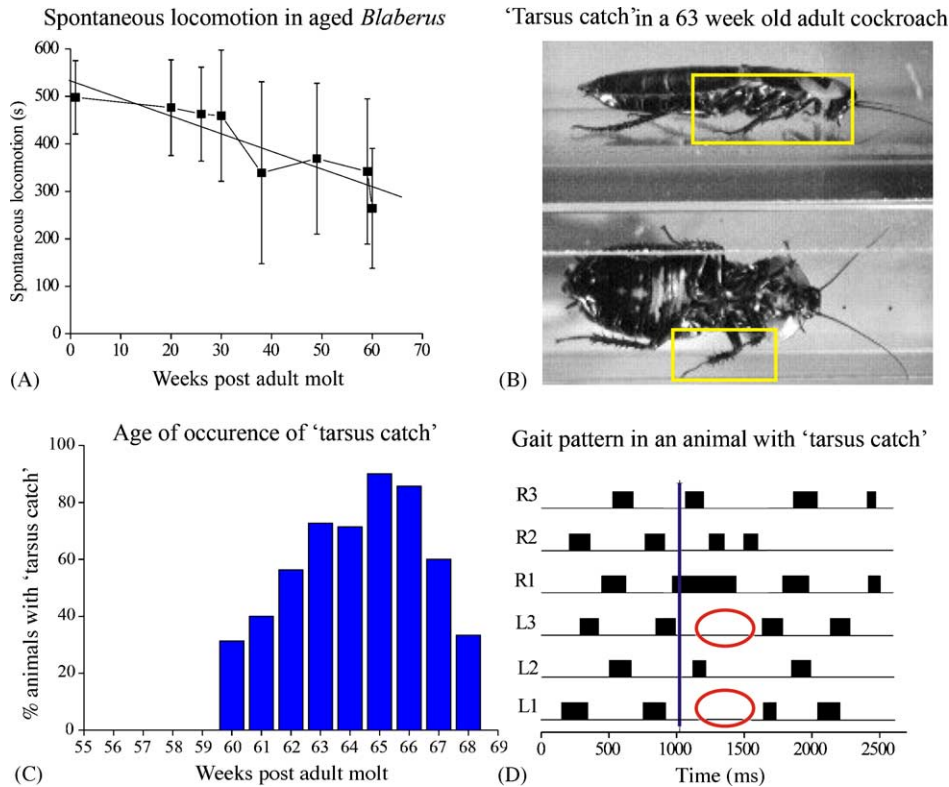 Spontaneous locomotion in aged Blaberus
600
500
400
300
200
100
0
Spontaneous locomotion (s)
0 10 20 30 40 50 60 70
Weeks post adult molt
(A)
'Tarsus catch' in a 63 week old adult cockroach
(B)
Age of occurence of 'tarsus catch'
100
80
60
40
20
0
% animals with 'tarsus catch'
55 56 57 58 59 60 61 62 63 64 65 66 67 68 69
Weeks post adult molt
(C)
Gait pattern in an animal with 'tarsus catch'
R3
R2
R1
L3
L2
L1
0 500 1000 1500 2000 2500
Time (ms)
(D)